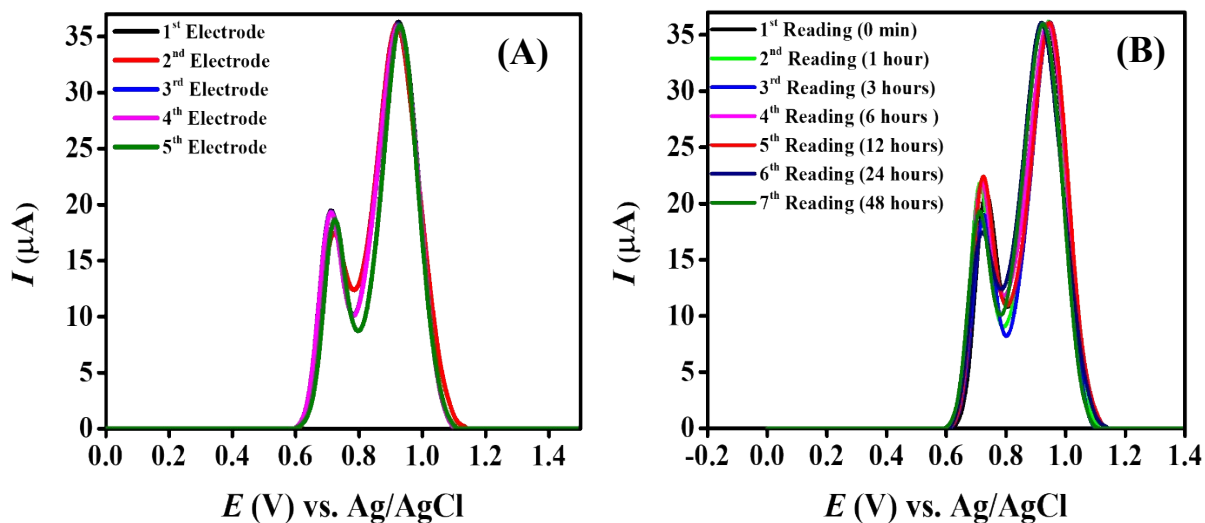 (A)
1st Electrode
2nd Electrode
3rd Electrode
4th Electrode
5th Electrode
35
30
25
20
15
10
5
0
I (μA)
0.0 0.2 0.4 0.6 0.8 1.0 1.2 1.4
E (V) vs. Ag/AgCl
(B)
1st Reading (0 min)
2nd Reading (1 hour)
3rd Reading (3 hours)
4th Reading (6 hours )
5th Reading (12 hours)
6th Reading (24 hours)
7th Reading (48 hours)
35
30
25
20
15
10
5
0
I (μA)
-0.2 0.0 0.2 0.4 0.6 0.8 1.0 1.2 1.4
E (V) vs. Ag/AgCl